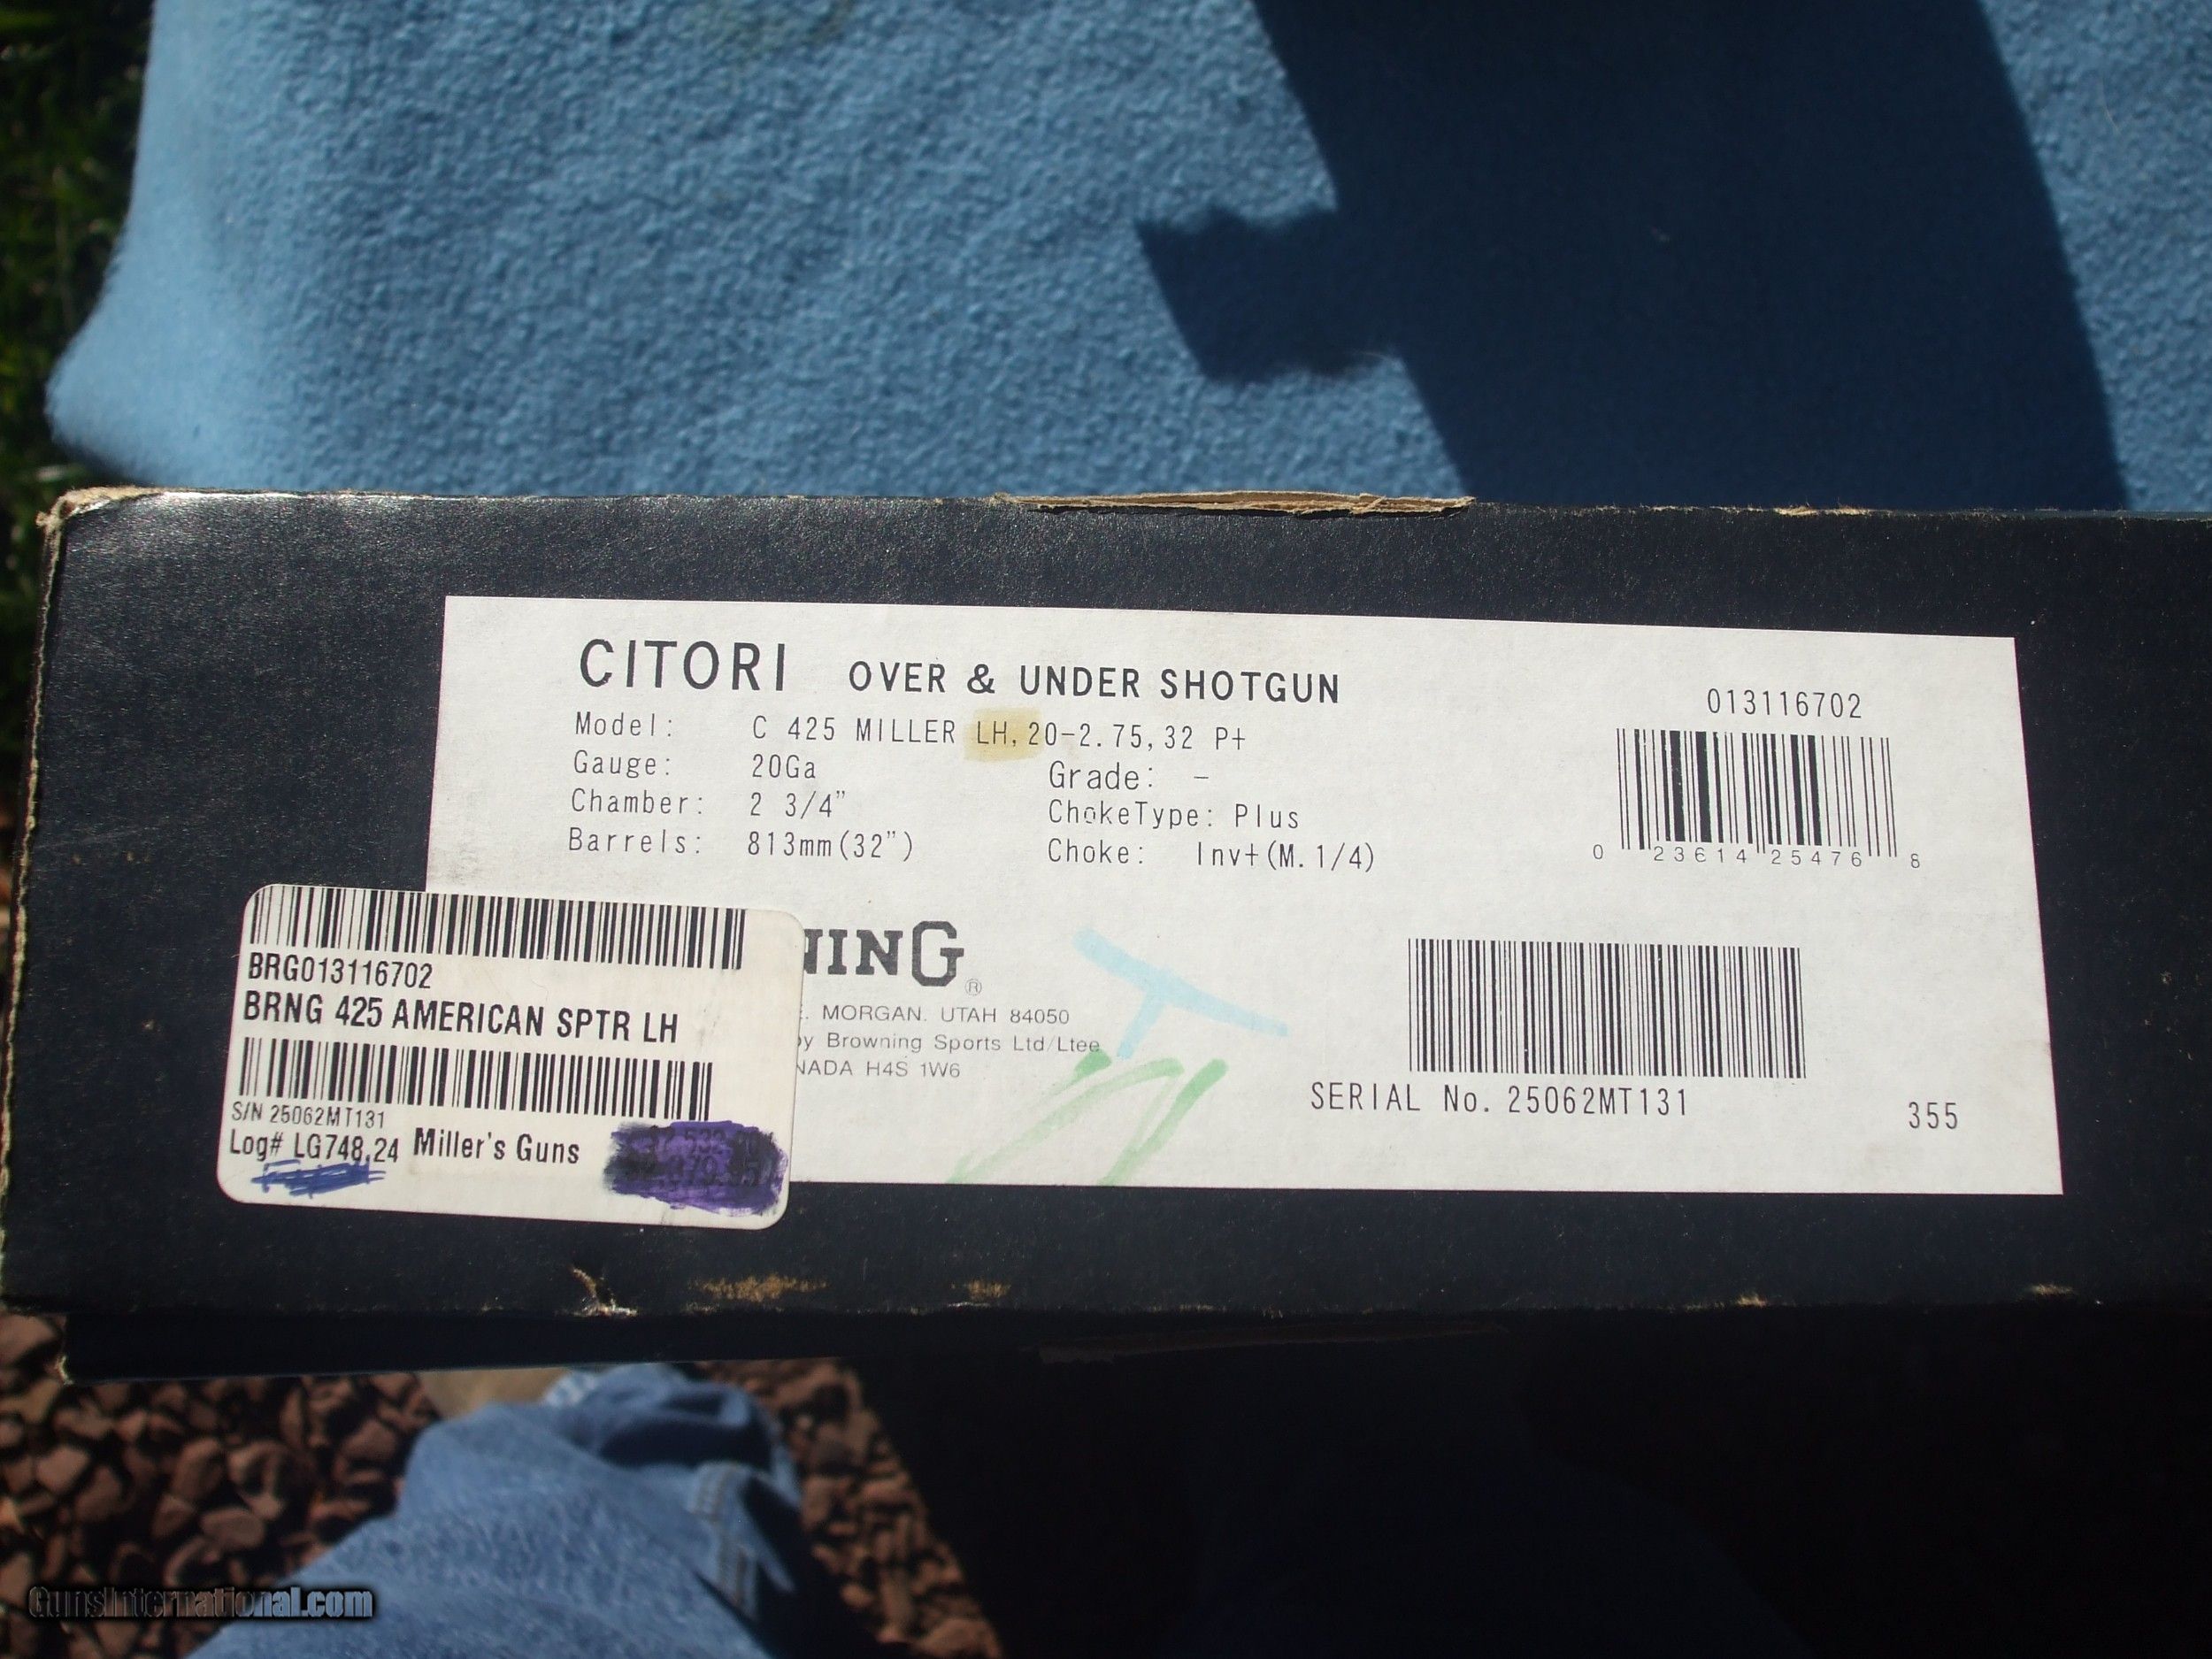 CITORI OVER & UNDER SHOTGUN
Model: C 425 MILLER LH, 20-2.75, 32 P+
Gauge: 20Ga
Grade: -
Chamber: 2 3/4"
ChokeType: Plus
Barrels: 813mm(32")
Choke: Inv+(M.1/4)
013116702
0 23614 25476 8
NING ®
. MORGAN. UTAH 84050
by Browning Sports Ltd/Ltee
NADA H4S 1W6
SERIAL No. 25062MT131
355
BRG013116702
BRNG 425 AMERICAN SPTR LH
S/N 25062MT131
Log# LG748,24 Miller's Guns
GunsInternational.com